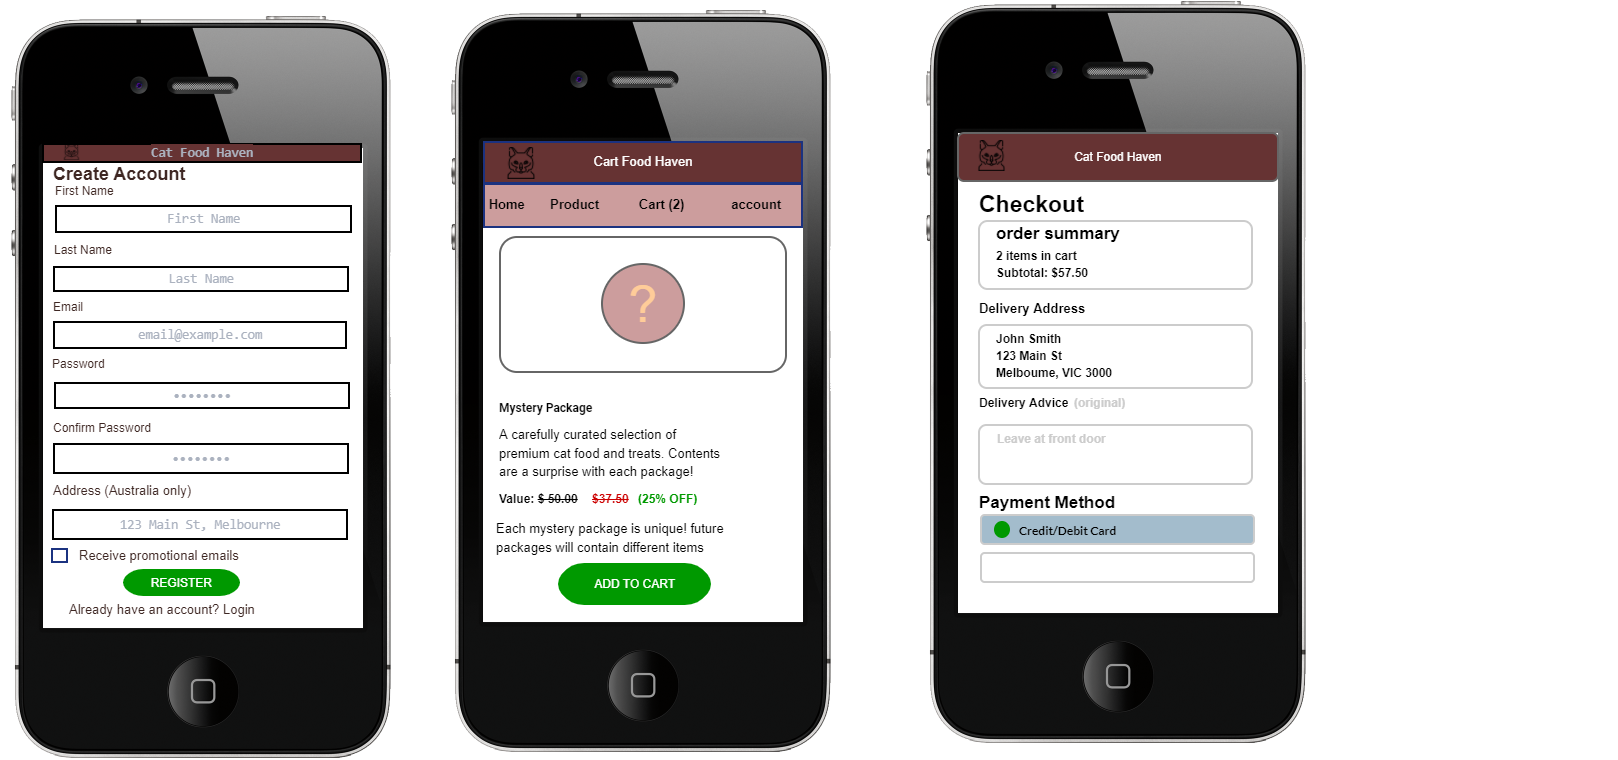 Cat Food Haven
Create Account
First Name
First Name
Last Name
Last Name
Email
email@example.com
Password
••••••••
Confirm Password
••••••••
Address (Australia only)
123 Main St, Melbourne
Receive promotional emails
REGISTER
Already have an account? Login
Cart Food Haven
Home Product Cart (2) account
?
Mystery Package
A carefully curated selection of
premium cat food and treats. Contents
are a surprise with each package!
Value: $ 50.00 $37.50 (25% OFF)
Each mystery package is unique! future
packages will contain different items
ADD TO CART
Cat Food Haven
Checkout
order summary
2 items in cart
Subtotal: $57.50
Delivery Address
John Smith
123 Main St
Melboume, VIC 3000
Delivery Advice (original)
Leave at front door
Payment Method
Credit/Debit Card